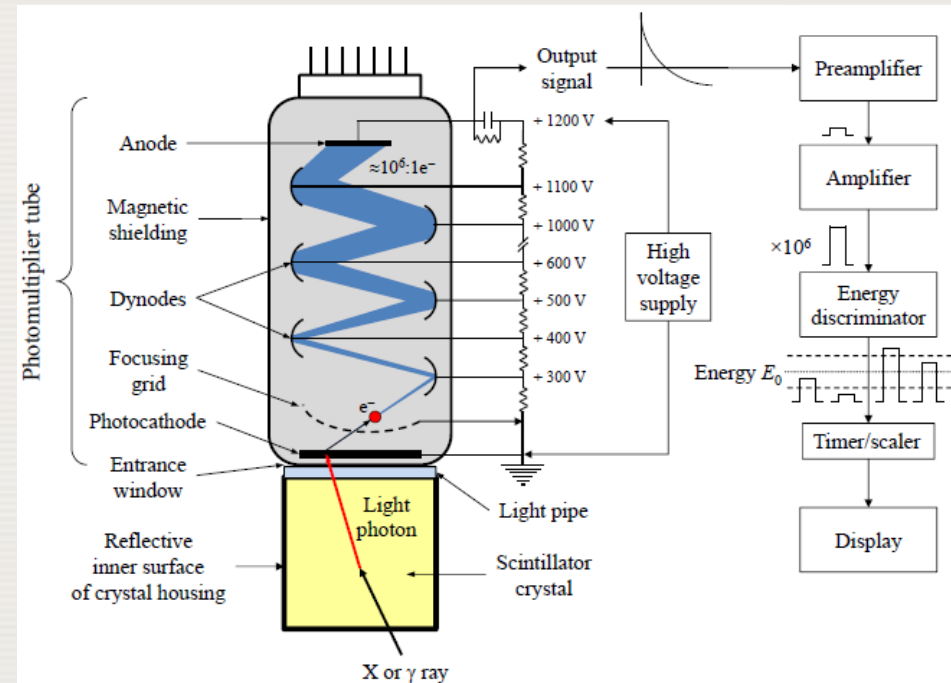 Photomultiplier tube
Anode
Magnetic
shielding
Dynodes
Focusing
grid
Photocathode
Entrance
window
Reflective
inner surface
of crystal housing
≈10⁶:1e⁻
e⁻
Light
photon
X or γ ray
Output
signal
+ 1200 V
+ 1100 V
+ 1000 V
+ 600 V
+ 500 V
+ 400 V
+ 300 V
Light pipe
Scintillator
crystal
High
voltage
supply
Preamplifier
Amplifier
×10⁶
Energy
discriminator
Energy E₀
Timer/scaler
Display